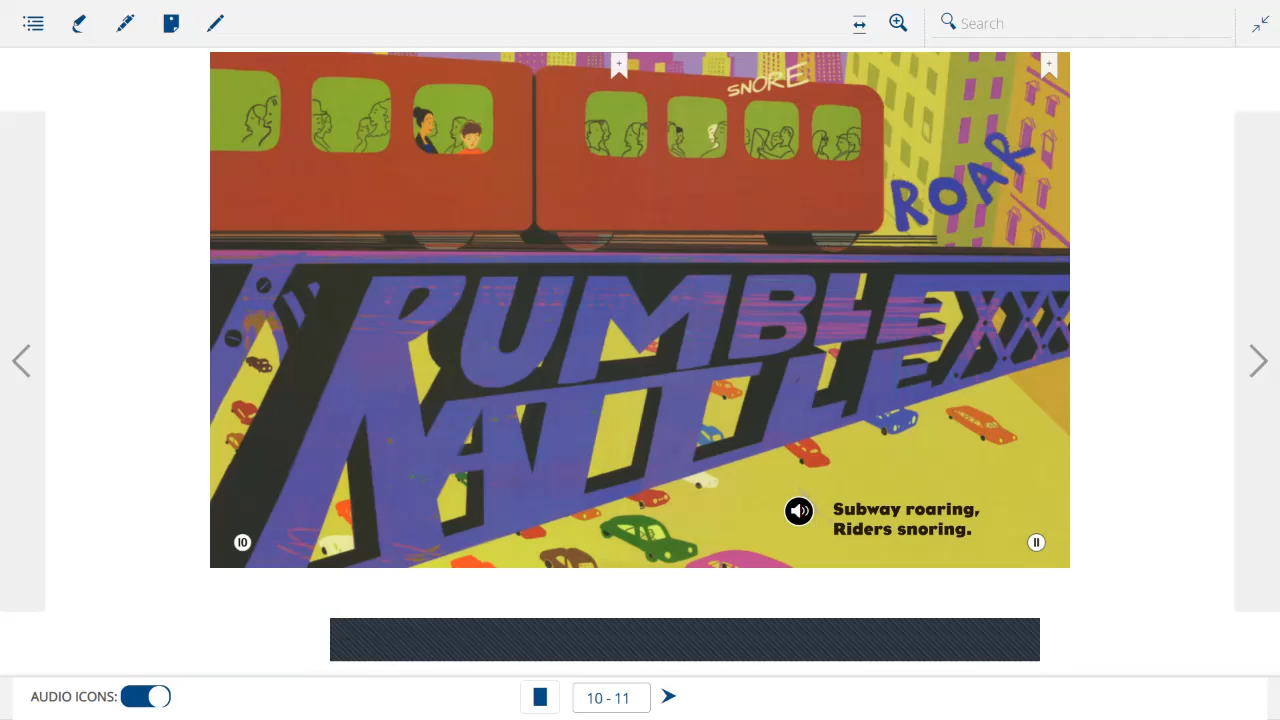 Search
SNORE
ROAR
RUMBLE
RATTLE
Subway roaring,
Riders snoring.
10
11
AUDIO ICONS:
10 - 11